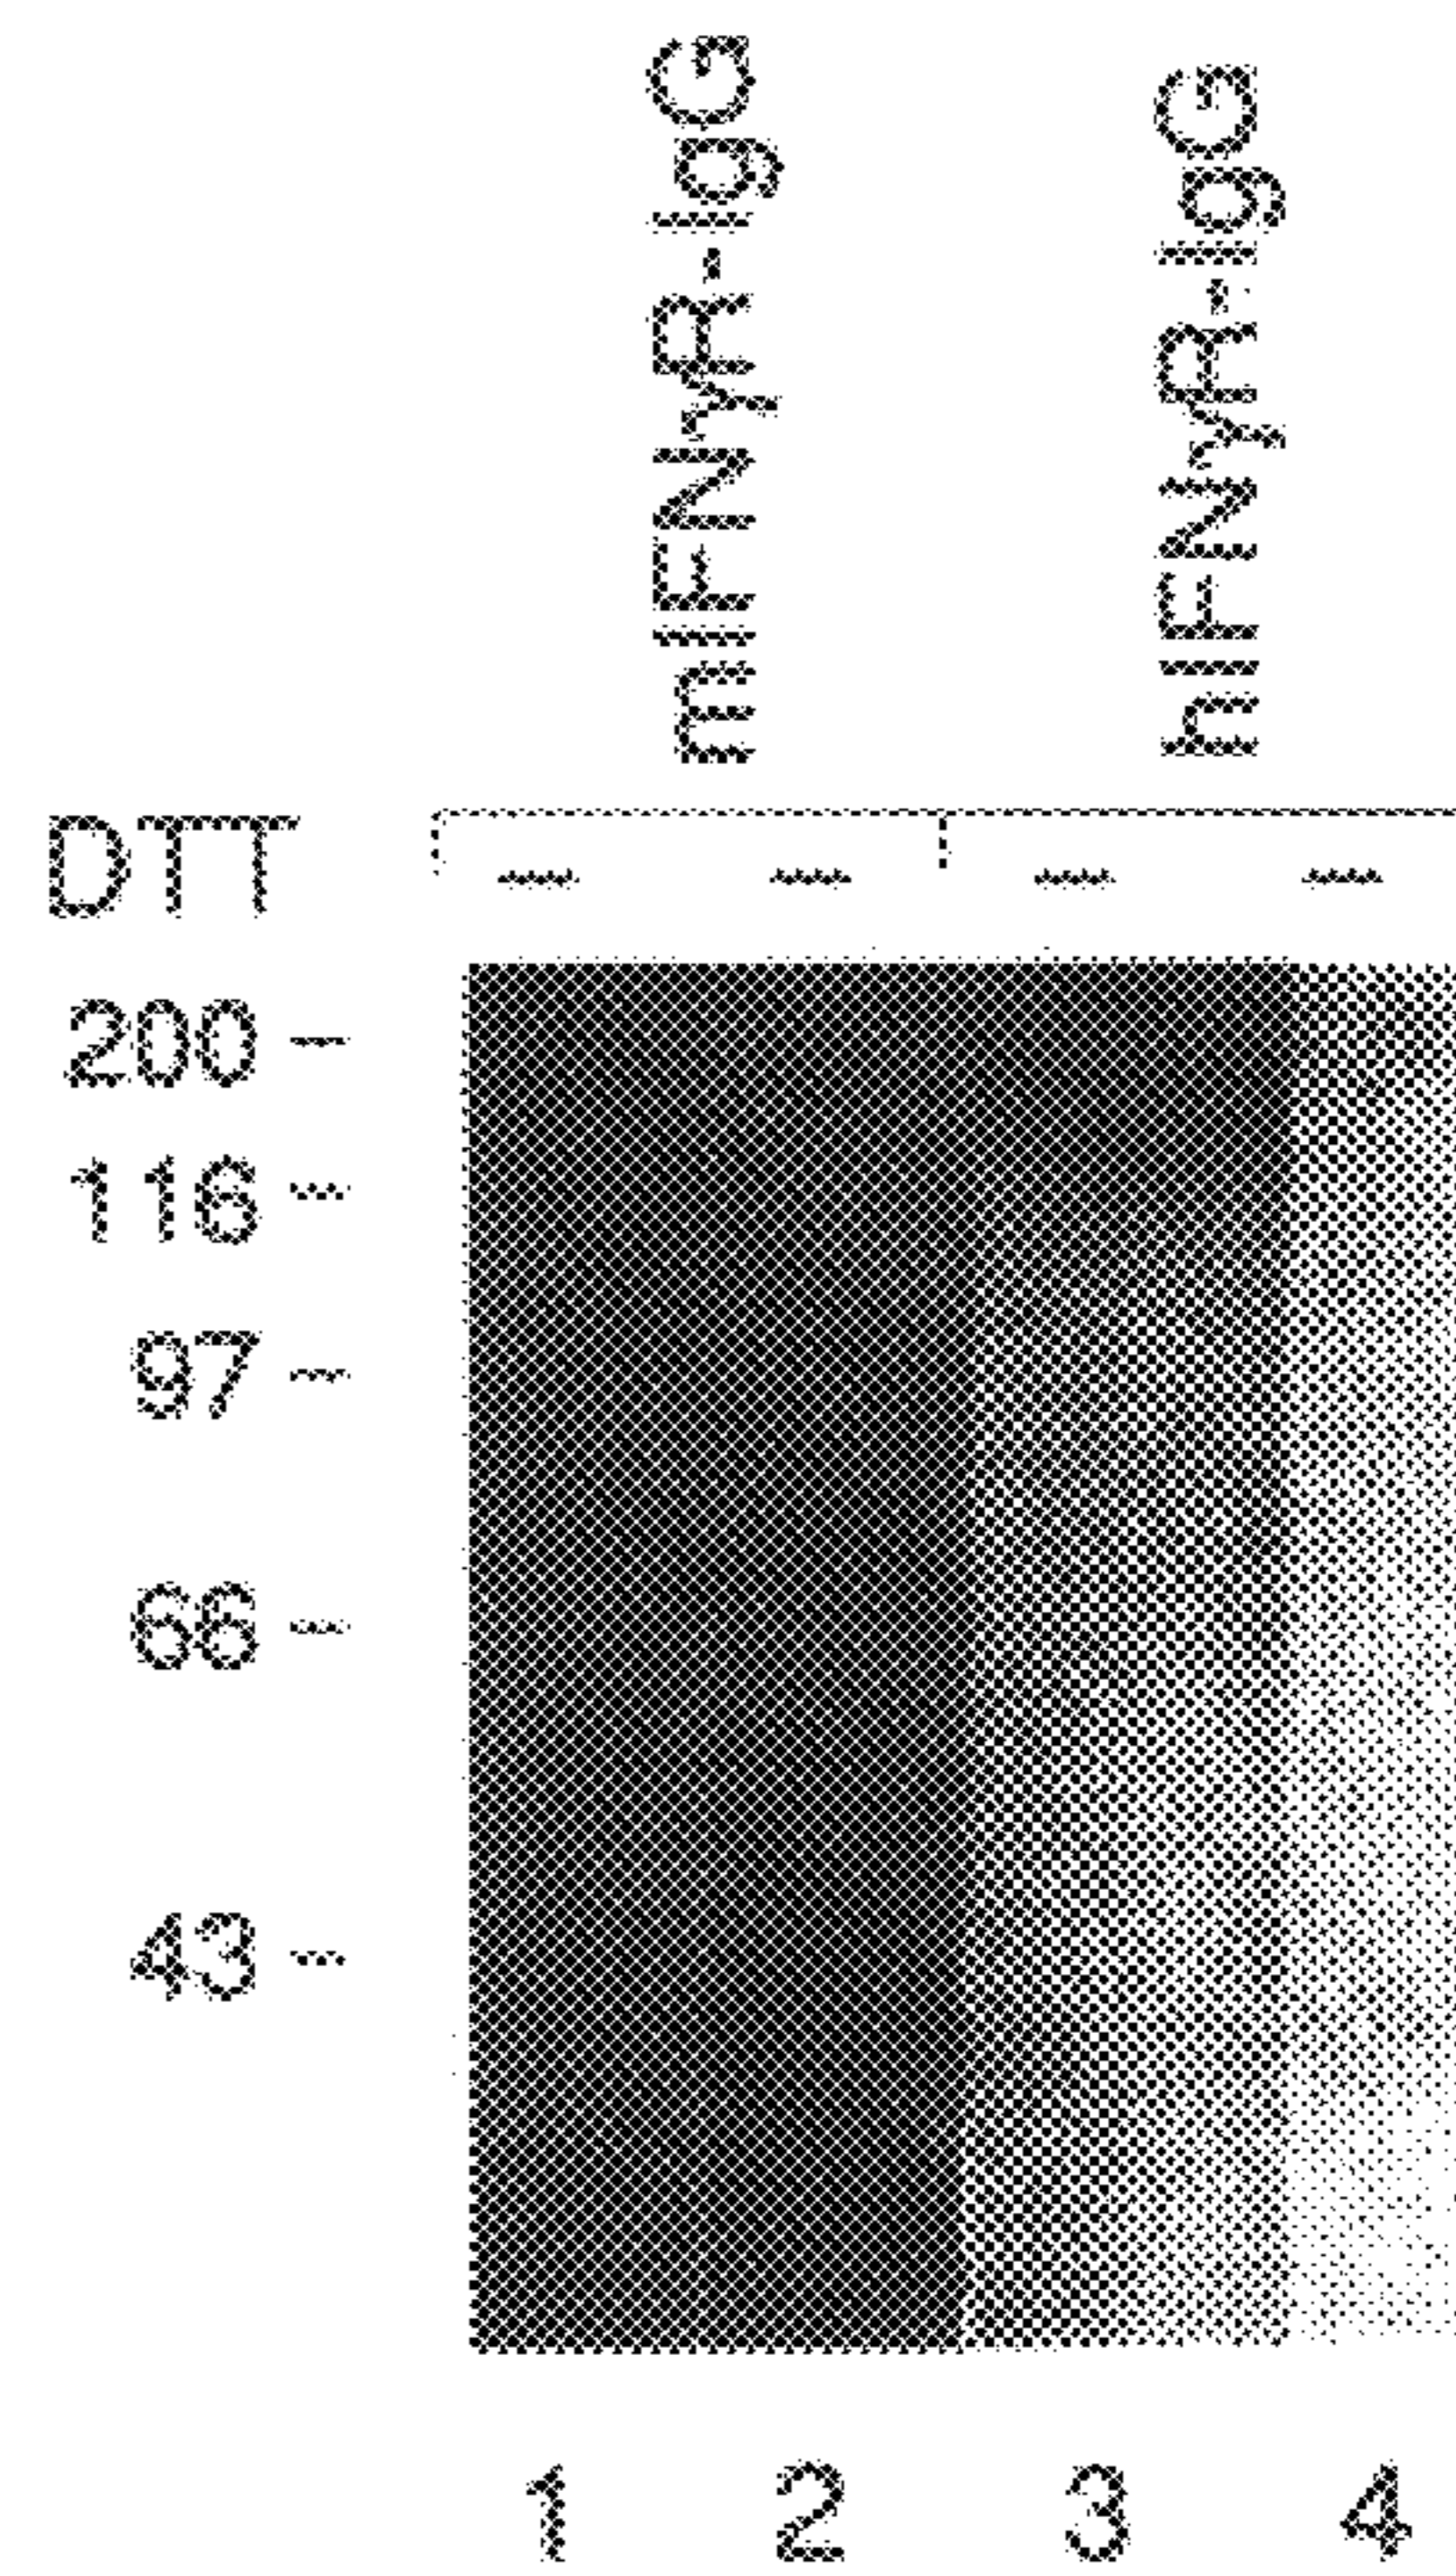 mIFNγR-IgG
hIFNγR-IgG
DTT - - - -
200 -
116 -
97 -
66 -
43 -
1 2 3 4